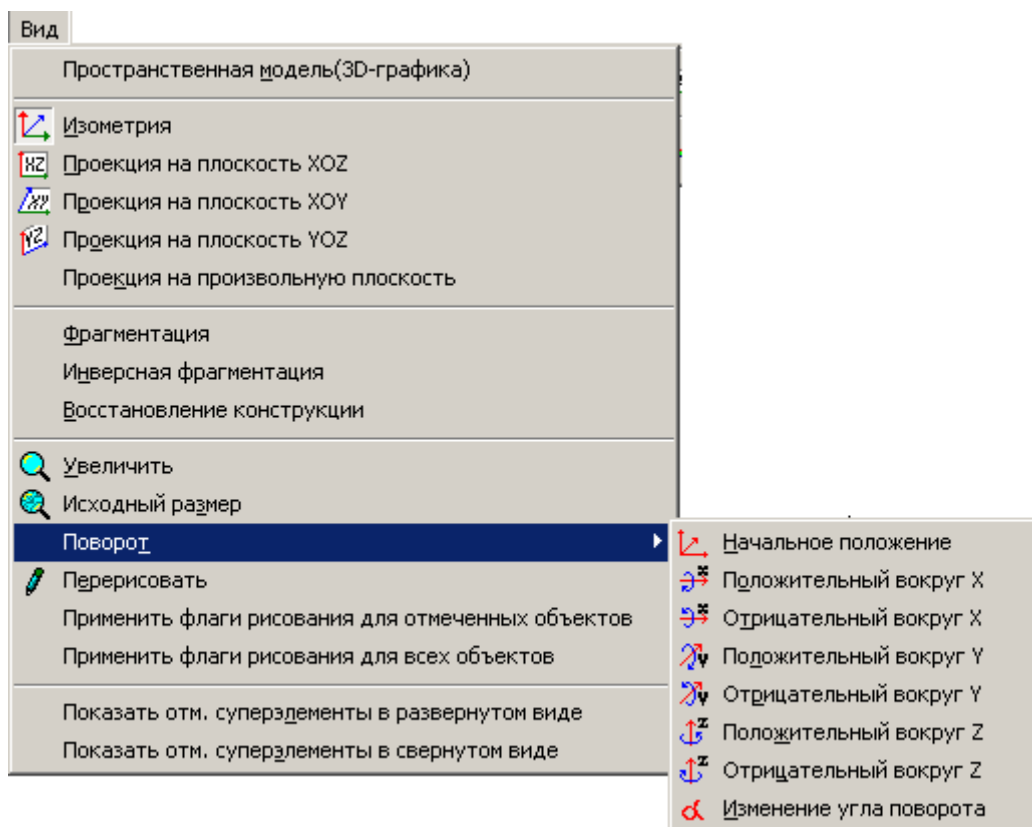 Вид
Пространственная модель(3D-графика)
Изометрия
XZ Проекция на плоскость XOZ
XY Проекция на плоскость XOY
YZ Проекция на плоскость YOZ
Проекция на произвольную плоскость
Фрагментация
Инверсная фрагментация
Восстановление конструкции
Увеличить
Исходный размер
Поворот
Перерисовать
Применить флаги рисования для отмеченных объектов
Применить флаги рисования для всех объектов
Показать отм. суперэлементы в развернутом виде
Показать отм. суперэлементы в свернутом виде
Начальное положение
X Положительный вокруг X
X Отрицательный вокруг X
Y Положительный вокруг Y
Y Отрицательный вокруг Y
Z Положительный вокруг Z
Z Отрицательный вокруг Z
α Изменение угла поворота